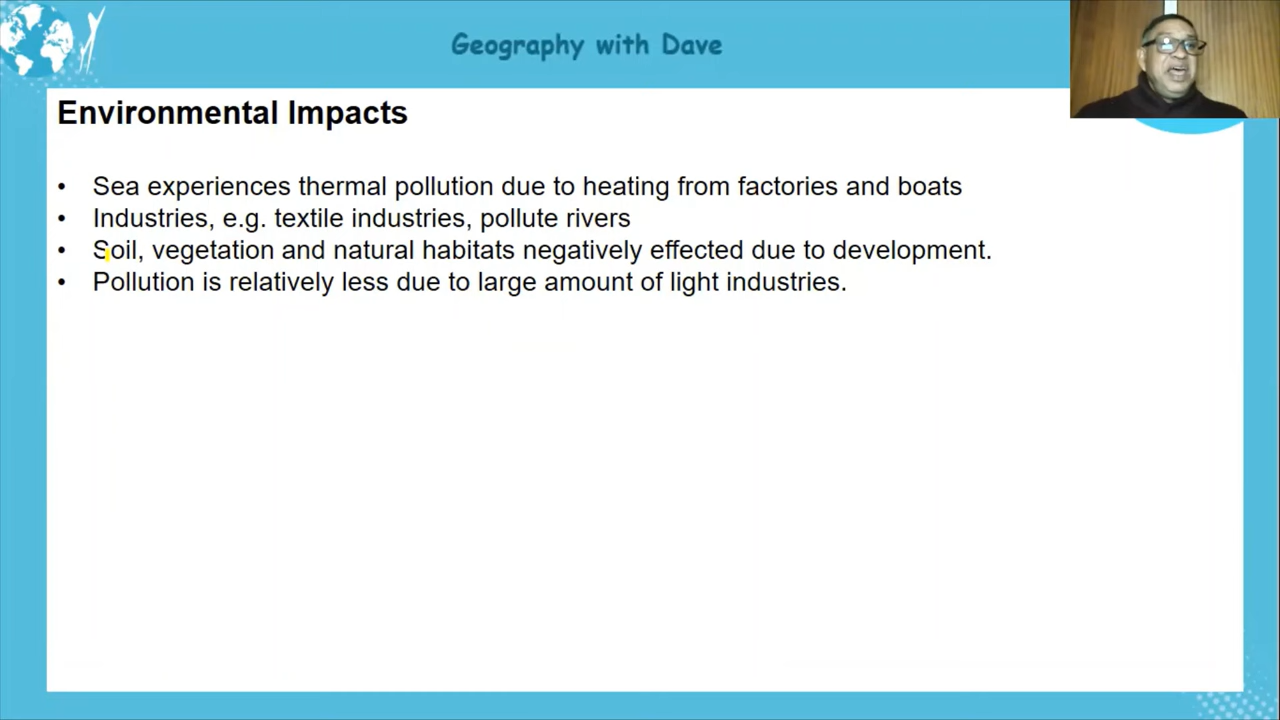 Geography with Dave
Environmental Impacts
• Sea experiences thermal pollution due to heating from factories and boats
• Industries, e.g. textile industries, pollute rivers
• Soil, vegetation and natural habitats negatively effected due to development.
• Pollution is relatively less due to large amount of light industries.